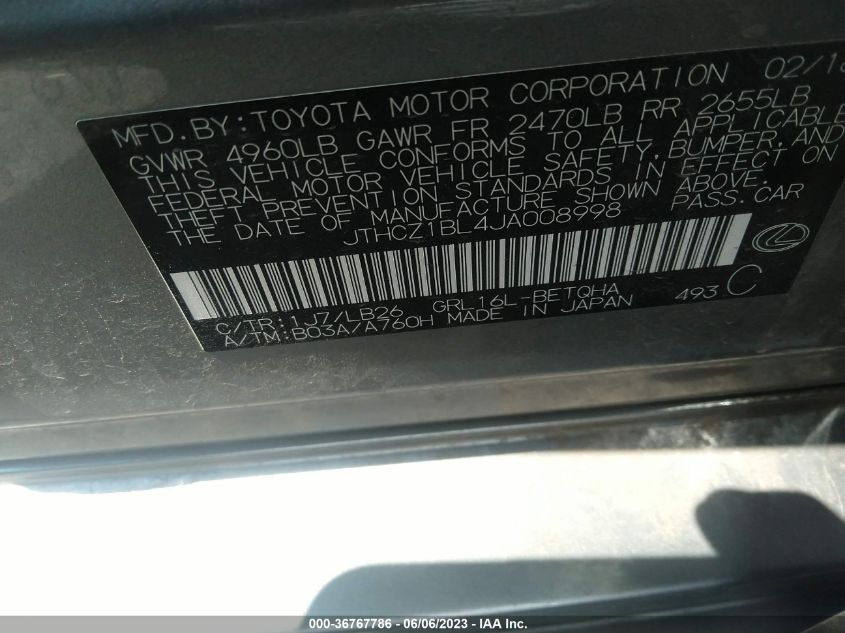 MFD. BY: TOYOTA MOTOR CORPORATION 02/18
GVWR 4960LB GAWR FR 2470LB RR 2655LB
THIS VEHICLE CONFORMS TO ALL APPLICABLE
FEDERAL MOTOR VEHICLE SAFETY, BUMPER, AND
THEFT PREVENTION STANDARDS IN EFFECT ON
THE DATE OF MANUFACTURE SHOWN ABOVE.
JTHCZ1BL4JA008998 PASS. CAR
C/TR: 1J7/LB26 GRL16L-BETQHA 493 C
A/TM: B03A/A760H MADE IN JAPAN
000-36767786 - 06/06/2023 - IAA Inc.